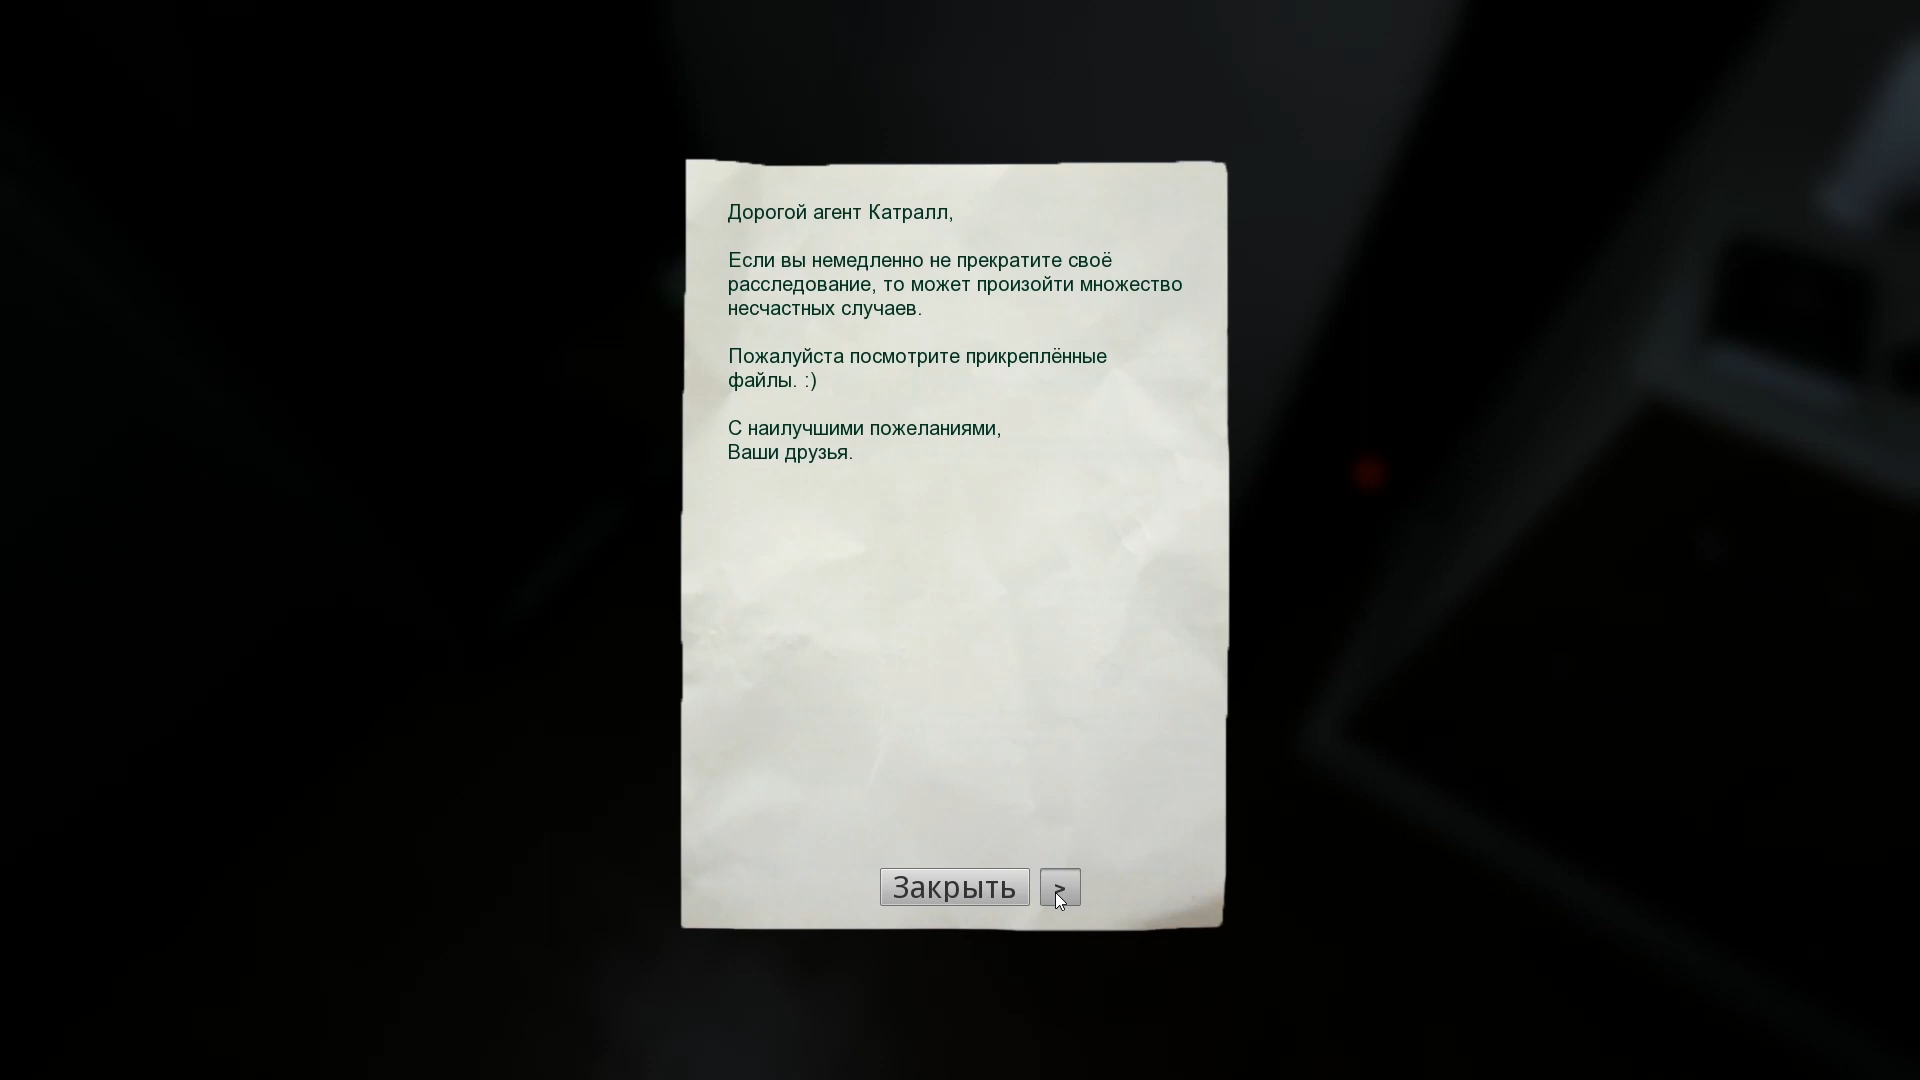 Дорогой агент Катралл,
Если вы немедленно не прекратите своё
расследование, то может произойти множество
несчастных случаев.
Пожалуйста посмотрите прикреплённые
файлы. :)
С наилучшими пожеланиями,
Ваши друзья.
Закрыть >